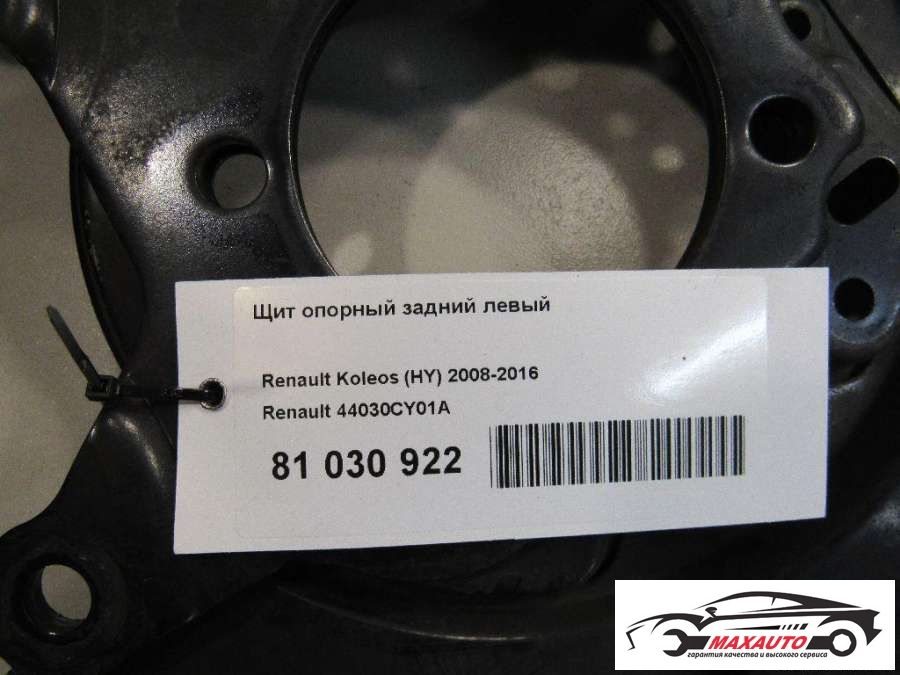 Щит опорный задний левый
Renault Koleos (HY) 2008-2016
Renault 44030CY01A
81 030 922
MAXAUTO
гарантия качества и высокого сервиса